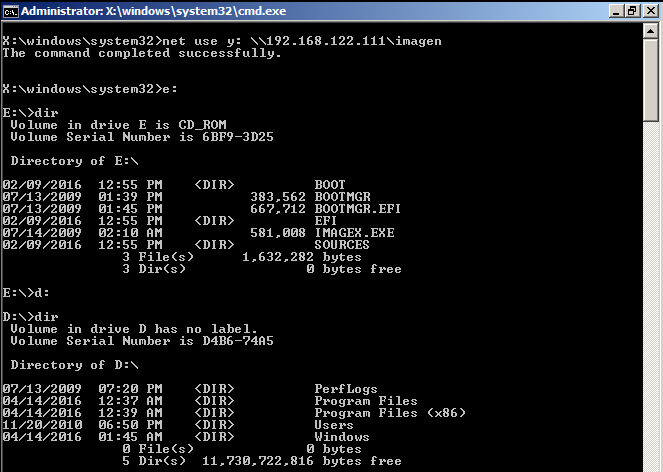 Administrator: X:\windows\system32\cmd.exe
X:\windows\system32>net use y: \\192.168.122.111\imagen
The command completed successfully.
X:\windows\system32>e:
E:\>dir
Volume in drive E is CD_ROM
Volume Serial Number is 6BF9-3D25
Directory of E:\
02/09/2016  12:55 PM    <DIR>          BOOT
07/13/2009  01:39 PM           383,562 BOOTMGR
07/13/2009  01:45 PM           667,712 BOOTMGR.EFI
02/09/2016  12:55 PM    <DIR>          EFI
07/14/2009  02:10 AM           581,008 IMAGEX.EXE
02/09/2016  12:55 PM    <DIR>          SOURCES
3 File(s)      1,632,282 bytes
3 Dir(s)               0 bytes free
E:\>d:
D:\>dir
Volume in drive D has no label.
Volume Serial Number is D4B6-74A5
Directory of D:\
07/13/2009  07:20 PM    <DIR>          PerfLogs
04/14/2016  12:37 AM    <DIR>          Program Files
04/14/2016  12:39 AM    <DIR>          Program Files (x86)
11/20/2010  06:50 PM    <DIR>          Users
04/14/2016  01:45 AM    <DIR>          Windows
0 File(s)              0 bytes
5 Dir(s)  11,730,722,816 bytes free